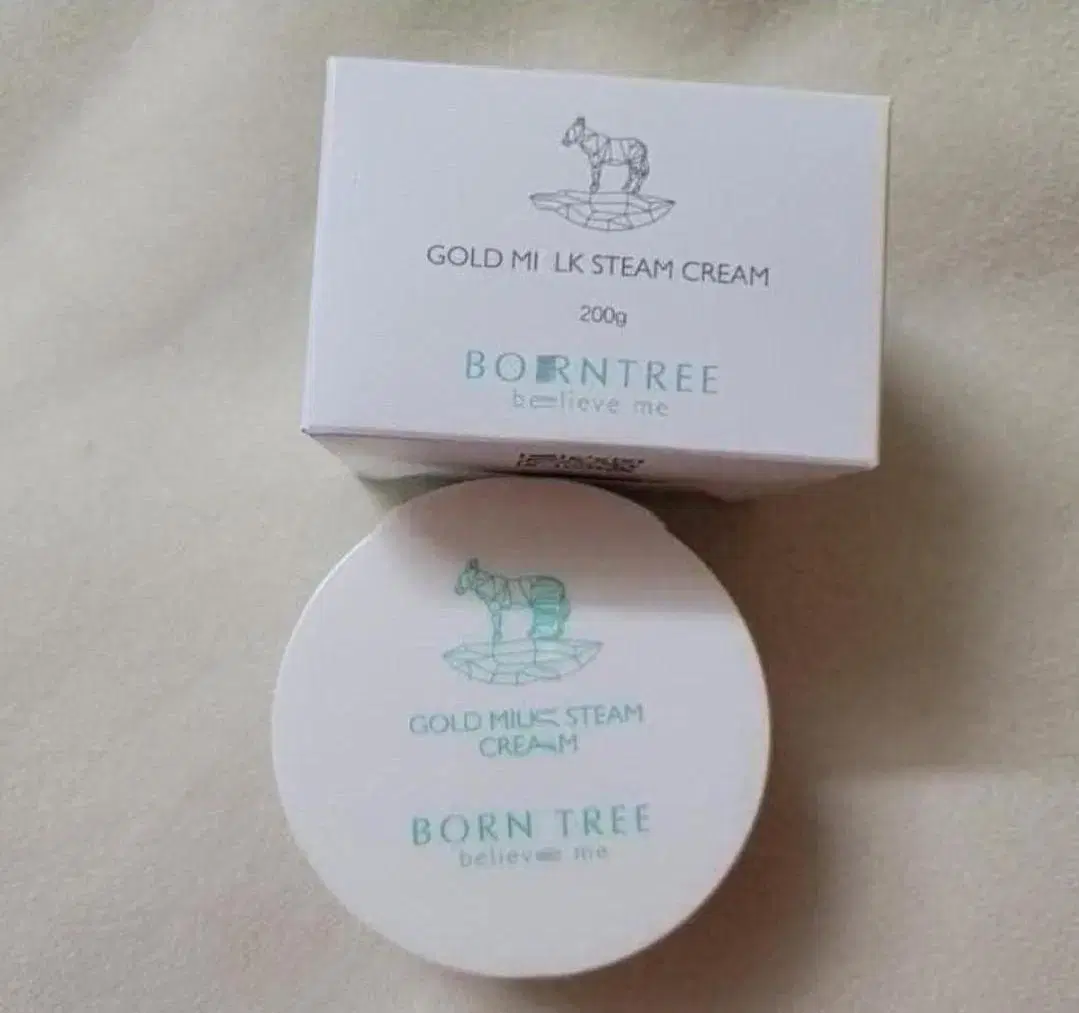 GOLD MI LK STEAM CREAM
200g
BORNTREE
believe me
GOLD MILK STEAM
CREAM
BORN TREE
believe me